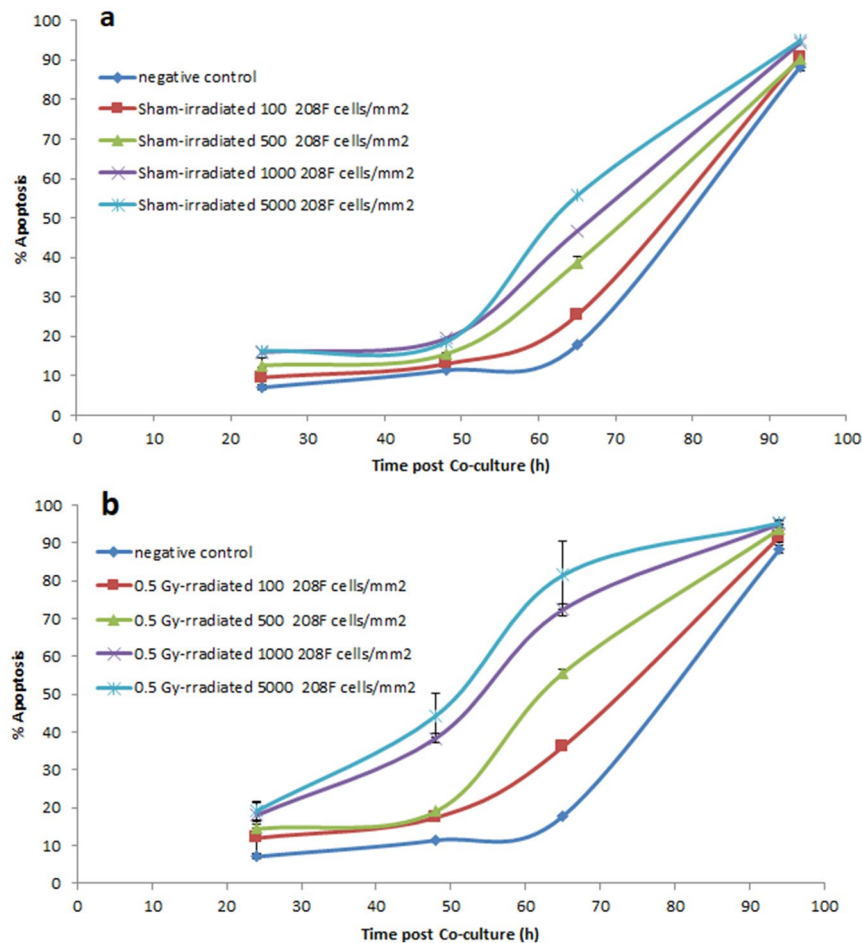 a
100
90
80
70
60
50
40
30
20
10
0
% Apoptosis
negative control
Sham-irradiated 100 208F cells/mm2
Sham-irradiated 500 208F cells/mm2
Sham-irradiated 1000 208F cells/mm2
Sham-irradiated 5000 208F cells/mm2
0 10 20 30 40 50 60 70 80 90 100
Time post Co-culture (h)
b
100
90
80
70
60
50
40
30
20
10
0
% Apoptosis
negative control
0.5 Gy-rradiated 100 208F cells/mm2
0.5 Gy-rradiated 500 208F cells/mm2
0.5 Gy-rradiated 1000 208F cells/mm2
0.5 Gy-rradiated 5000 208F cells/mm2
0 10 20 30 40 50 60 70 80 90 100
Time post Co-culture (h)